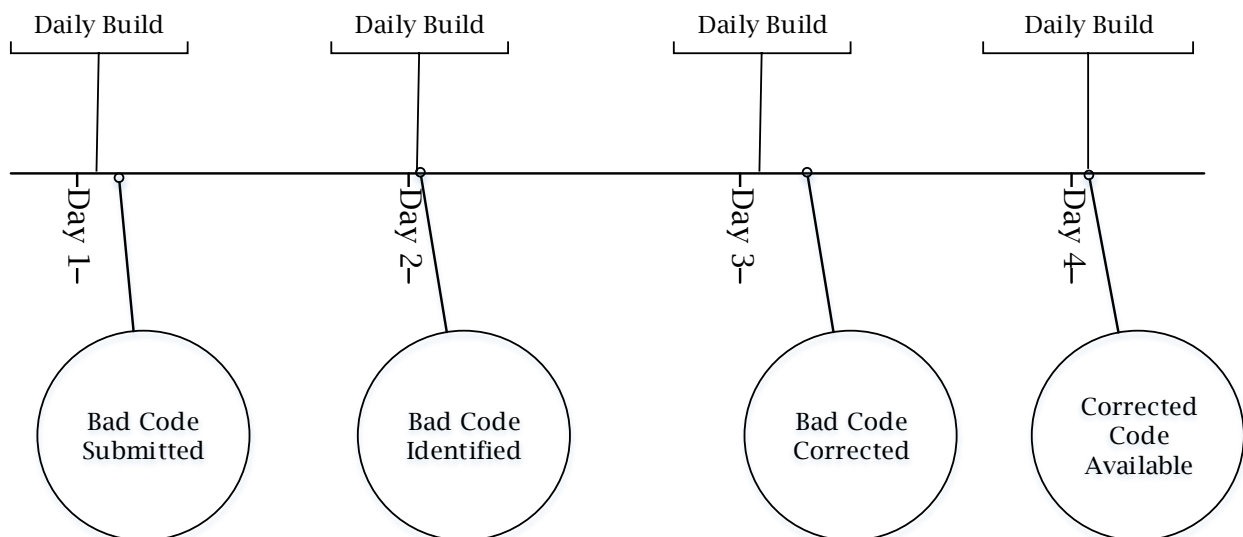 Daily Build
Daily Build
Daily Build
Daily Build
Day 1
Day 2
Day 3
Day 4
Bad Code
Submitted
Bad Code
Identified
Bad Code
Corrected
Corrected
Code
Available